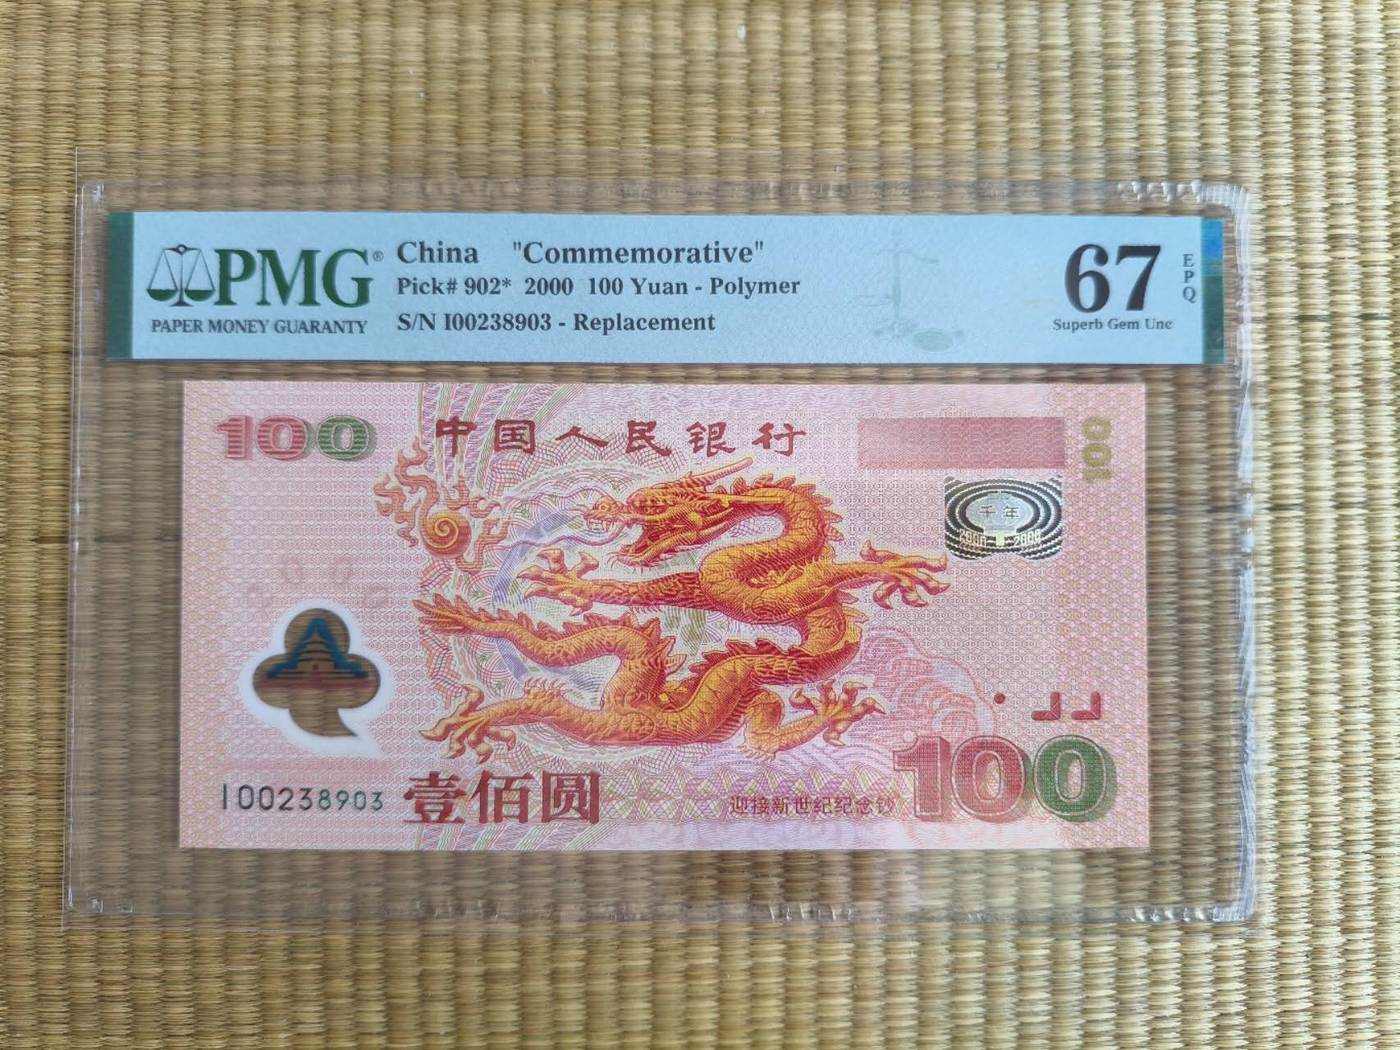 PMG®
PAPER MONEY GUARANTY
China "Commemorative"
Pick# 902* 2000 100 Yuan - Polymer
S/N I00238903 - Replacement
67
EPQ
Superb Gem Unc
100
中国人民银行
100
千年
2000 2000
I00238903
壹佰圆
迎接新世纪纪念钞
100